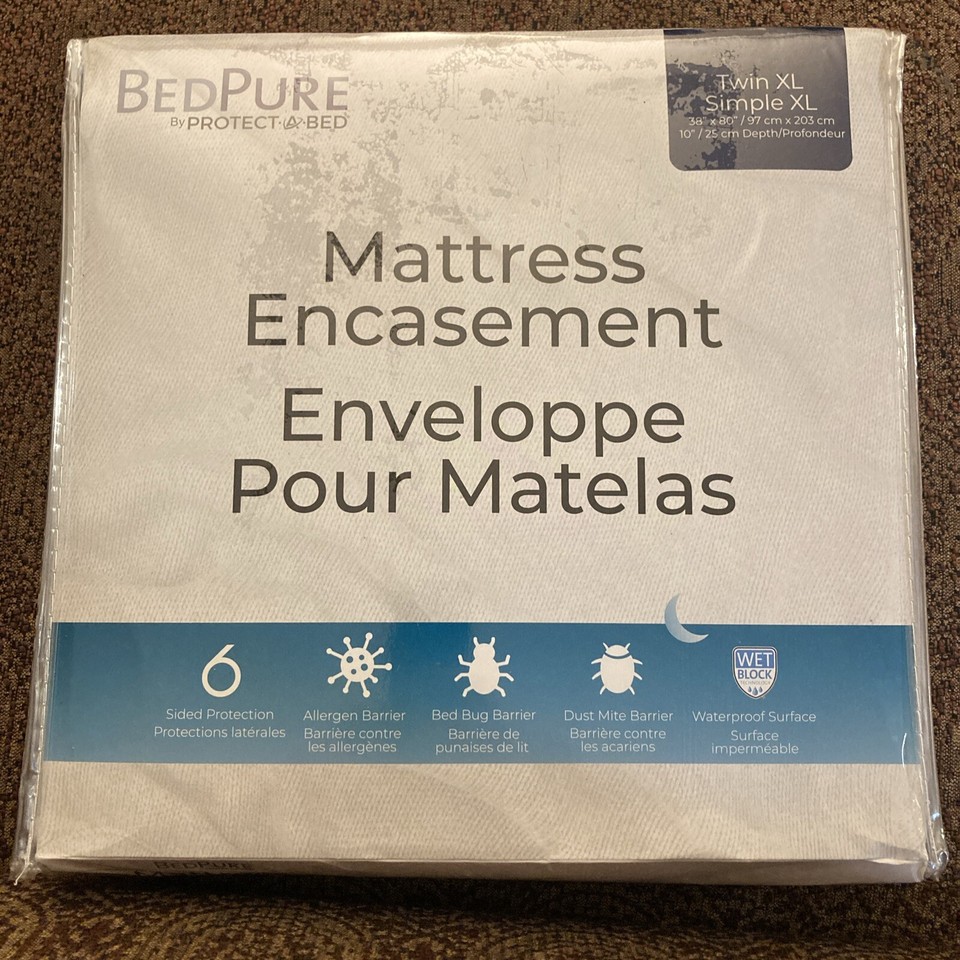 BEDPURE
By PROTECT·A·BED
Twin XL
Simple XL
38" x 80" / 97 cm x 203 cm
10" / 25 cm Depth/Profondeur
Mattress
Encasement
Enveloppe
Pour Matelas
6
Sided Protection
Protections latérales
Allergen Barrier
Barrière contre
les allergènes
Bed Bug Barrier
Barrière de
punaises de lit
Dust Mite Barrier
Barrière contre
les acariens
WET
BLOCK
TECHNOLOGY
Waterproof Surface
Surface
imperméable
BEDPURE